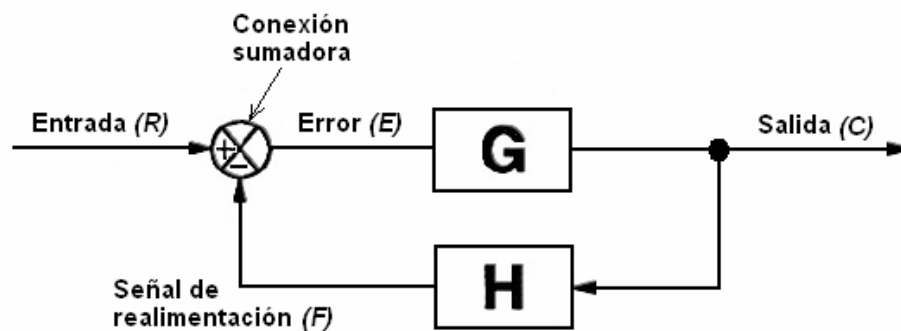 Conexión
sumadora
Entrada (R)
Error (E)
Salida (C)
+
−
G
H
Señal de
realimentación (F)